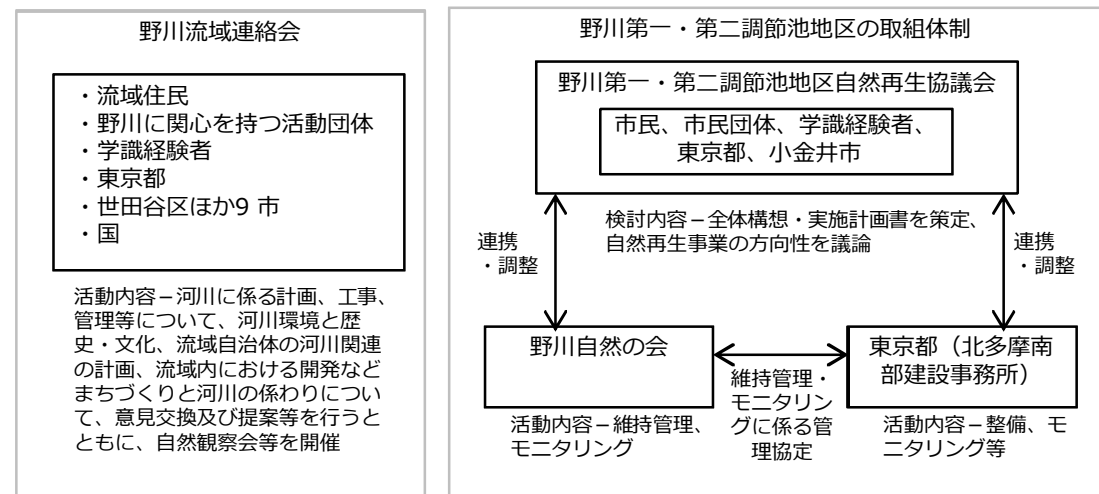 野川流域連絡会
・流域住民
・野川に関心を持つ活動団体
・学識経験者
・東京都
・世田谷区ほか9 市
・国
活動内容－河川に係る計画、工事、
管理等について、河川環境と歴
史・文化、流域自治体の河川関連
の計画、流域内における開発など
まちづくりと河川の係わりについ
て、意見交換及び提案等を行うと
ともに、自然観察会等を開催
野川第一・第二調節池地区の取組体制
野川第一・第二調節池地区自然再生協議会
市民、市民団体、学識経験者、
東京都、小金井市
検討内容－全体構想・実施計画書を策定、
自然再生事業の方向性を議論
連携
・調整
連携
・調整
野川自然の会
活動内容－維持管理、
モニタリング
維持管理・
モニタリン
グに係る管
理協定
東京都（北多摩南
部建設事務所）
活動内容－整備、モ
ニタリング等